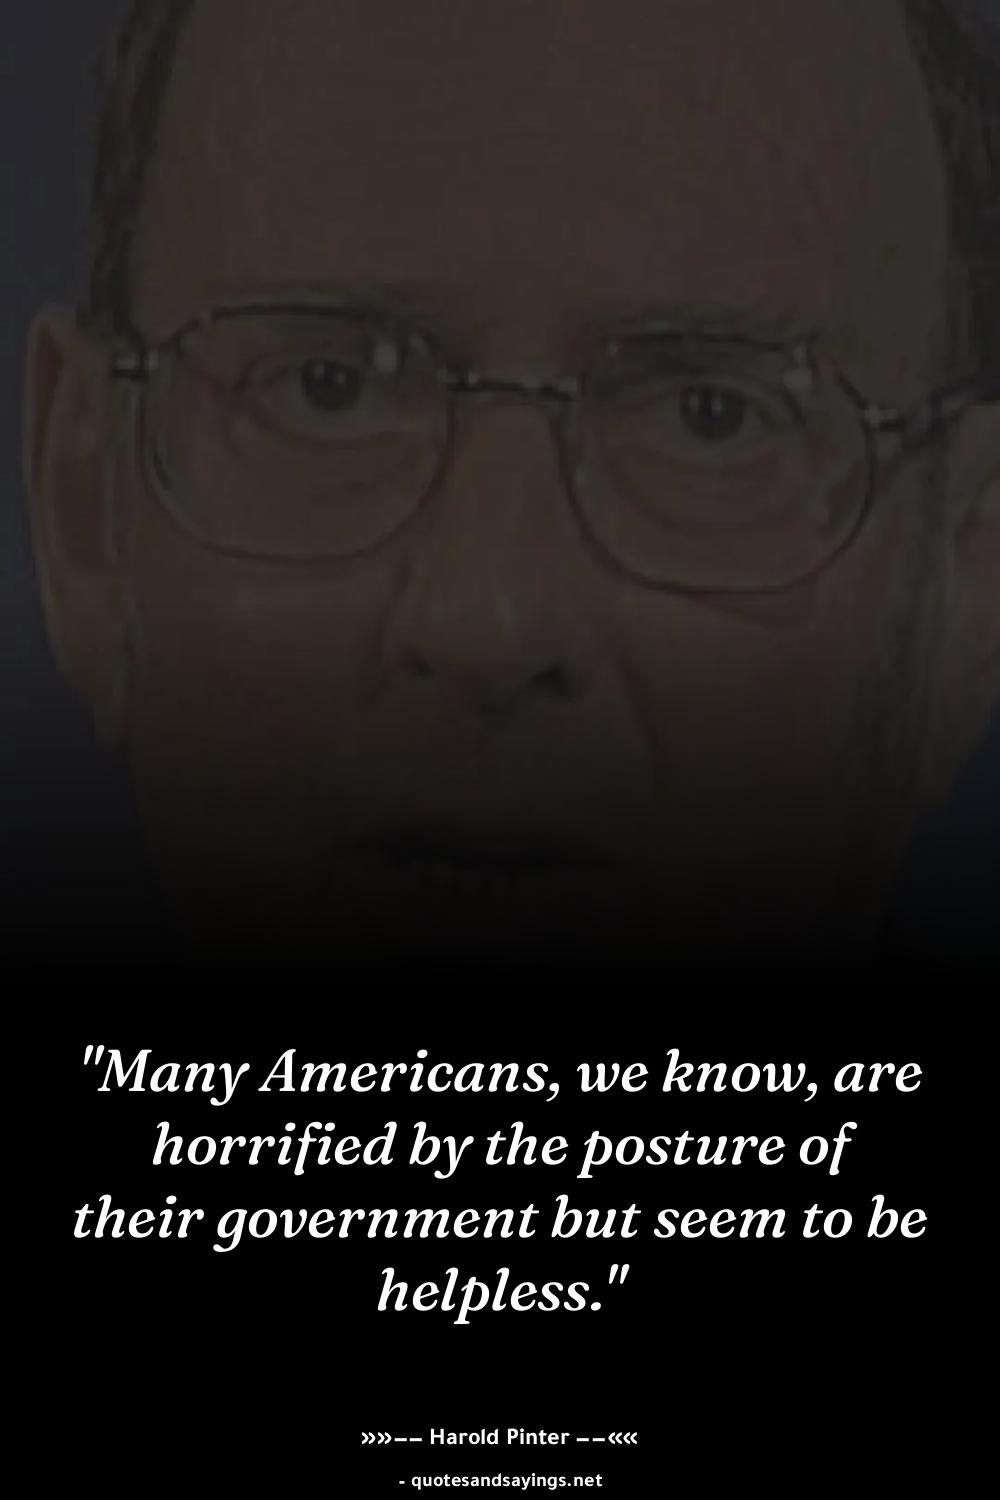 "Many Americans, we know, are
horrified by the posture of
their government but seem to be
helpless."
»»–– Harold Pinter ––««
- quotesandsayings.net